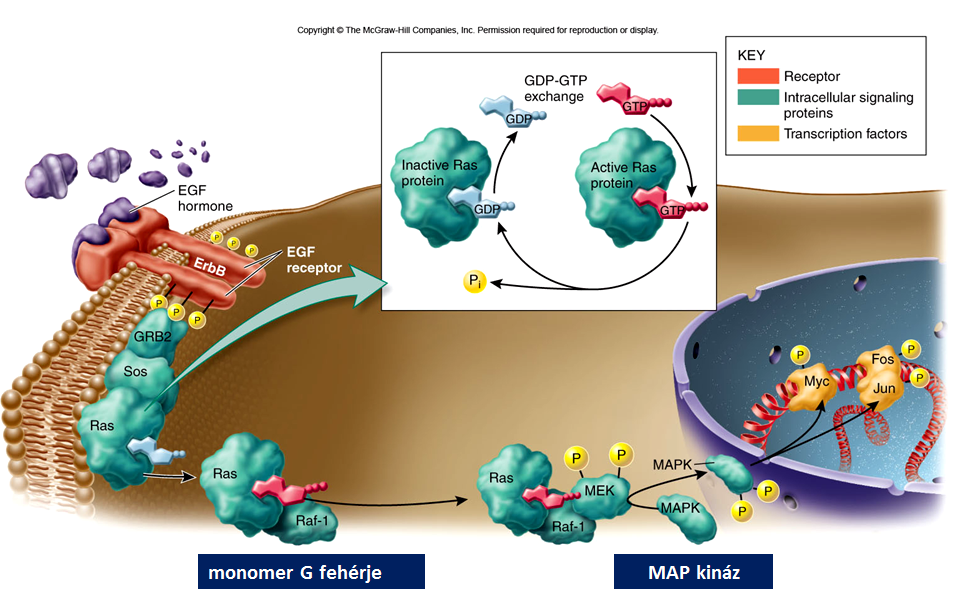 Copyright © The McGraw-Hill Companies, Inc. Permission required for reproduction or display.
KEY
Receptor
Intracellular signaling
proteins
Transcription factors
GDP-GTP
exchange
GDP
GTP
Inactive Ras
protein
GDP
Active Ras
protein
GTP
Pi
EGF
hormone
P
P
P
ErbB
EGF
receptor
P
P
P
GRB2
Sos
Ras
Ras
Raf-1
Ras
Raf-1
P
P
MEK
MAPK
MAPK
P
P
P
Myc
Fos
Jun
P
P
monomer G fehérje
MAP kináz